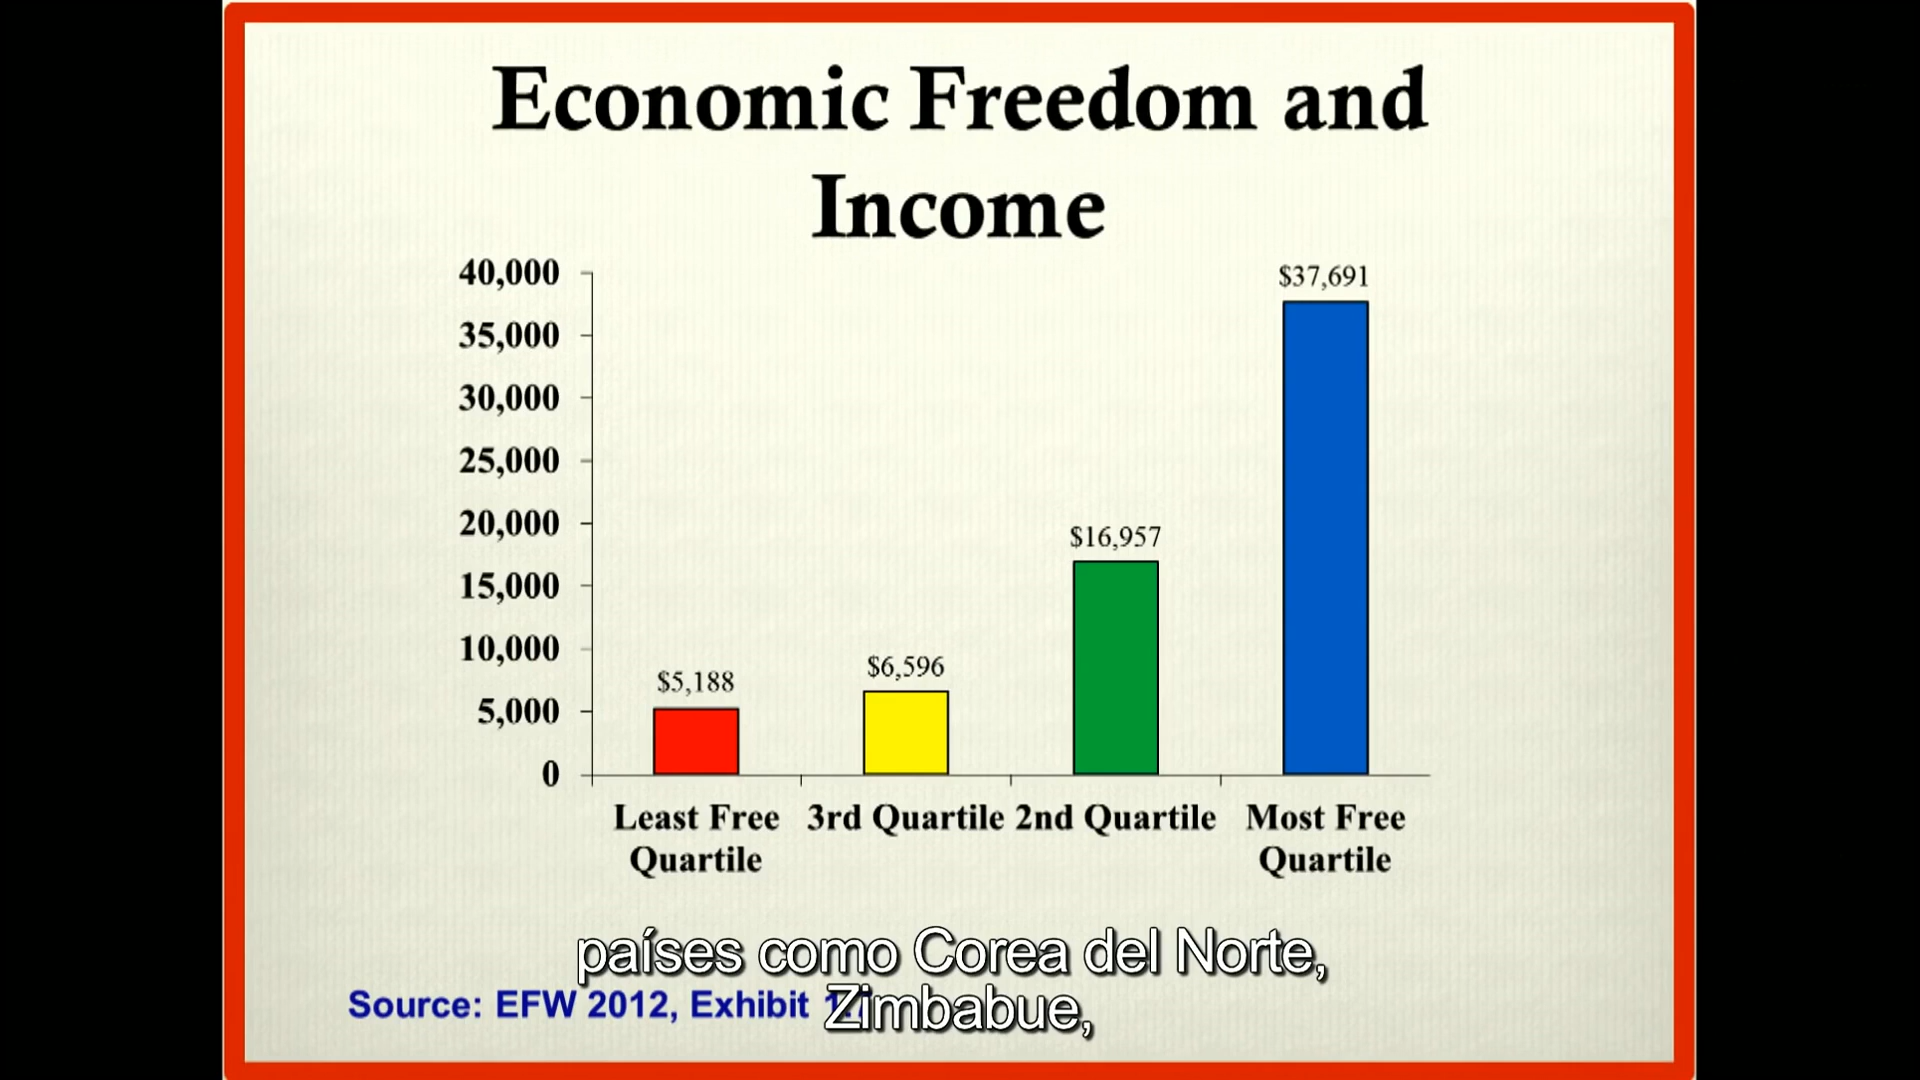 Economic Freedom and
Income
40,000
35,000
30,000
25,000
20,000
15,000
10,000
5,000
0
$5,188
$6,596
$16,957
$37,691
Least Free
Quartile
3rd Quartile
2nd Quartile
Most Free
Quartile
países como Corea del Norte,
Zimbabue,
Source: EFW 2012, Exhibit